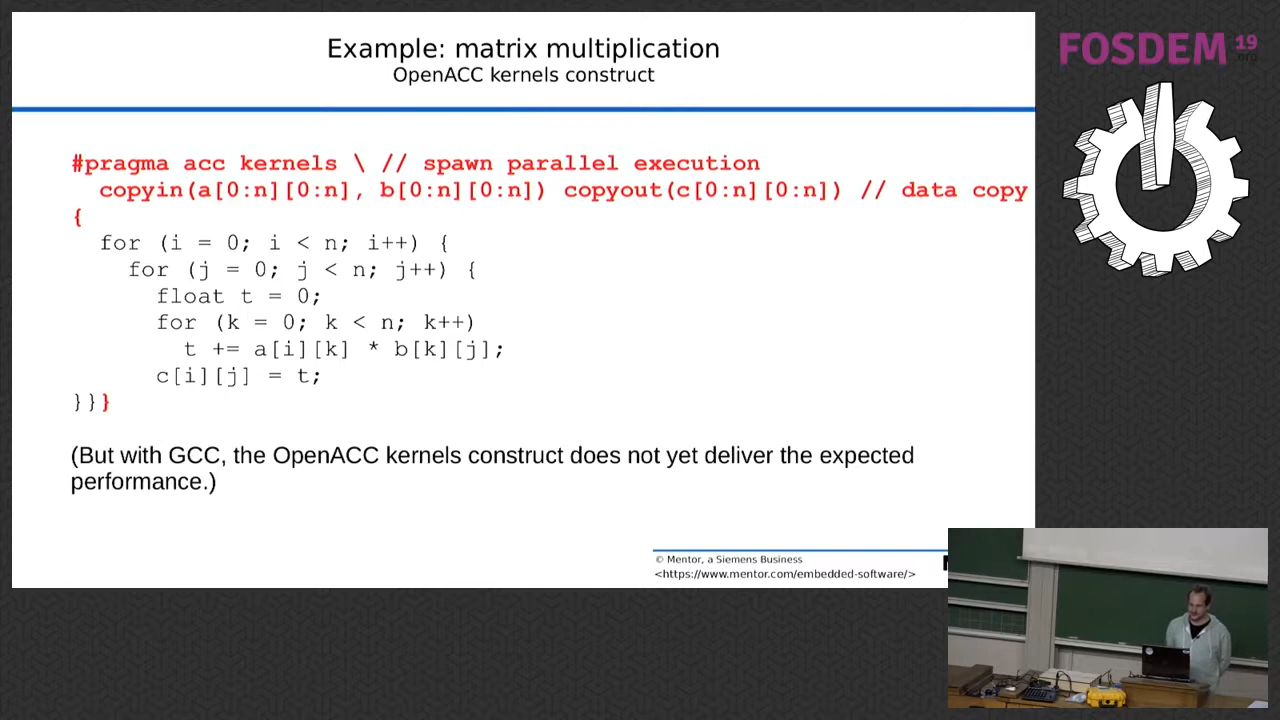 Example: matrix multiplication
OpenACC kernels construct
#pragma acc kernels \ // spawn parallel execution
copyin(a[0:n][0:n], b[0:n][0:n]) copyout(c[0:n][0:n]) // data copy
{
for (i = 0; i < n; i++) {
for (j = 0; j < n; j++) {
float t = 0;
for (k = 0; k < n; k++)
t += a[i][k] * b[k][j];
c[i][j] = t;
}}}
(But with GCC, the OpenACC kernels construct does not yet deliver the expected
performance.)
© Mentor, a Siemens Business
<https://www.mentor.com/embedded-software/>
FOSDEM 19
.org